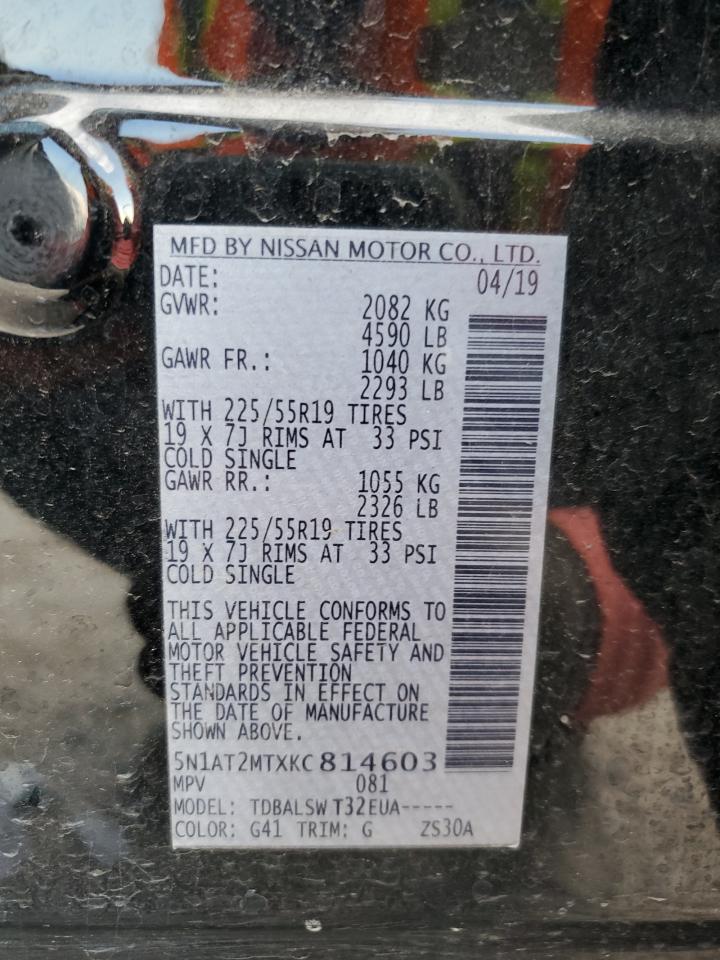 MFD BY NISSAN MOTOR CO., LTD.
DATE: 04/19
GVWR: 2082 KG
4590 LB
GAWR FR.: 1040 KG
2293 LB
WITH 225/55R19 TIRES
19 X 7J RIMS AT 33 PSI
COLD SINGLE
GAWR RR.: 1055 KG
2326 LB
WITH 225/55R19 TIRES
19 X 7J RIMS AT 33 PSI
COLD SINGLE
THIS VEHICLE CONFORMS TO
ALL APPLICABLE FEDERAL
MOTOR VEHICLE SAFETY AND
THEFT PREVENTION
STANDARDS IN EFFECT ON
THE DATE OF MANUFACTURE
SHOWN ABOVE.
5N1AT2MTXKC814603
MPV 081
MODEL: TDBALSW T32EUA-----
COLOR: G41 TRIM: G ZS30A